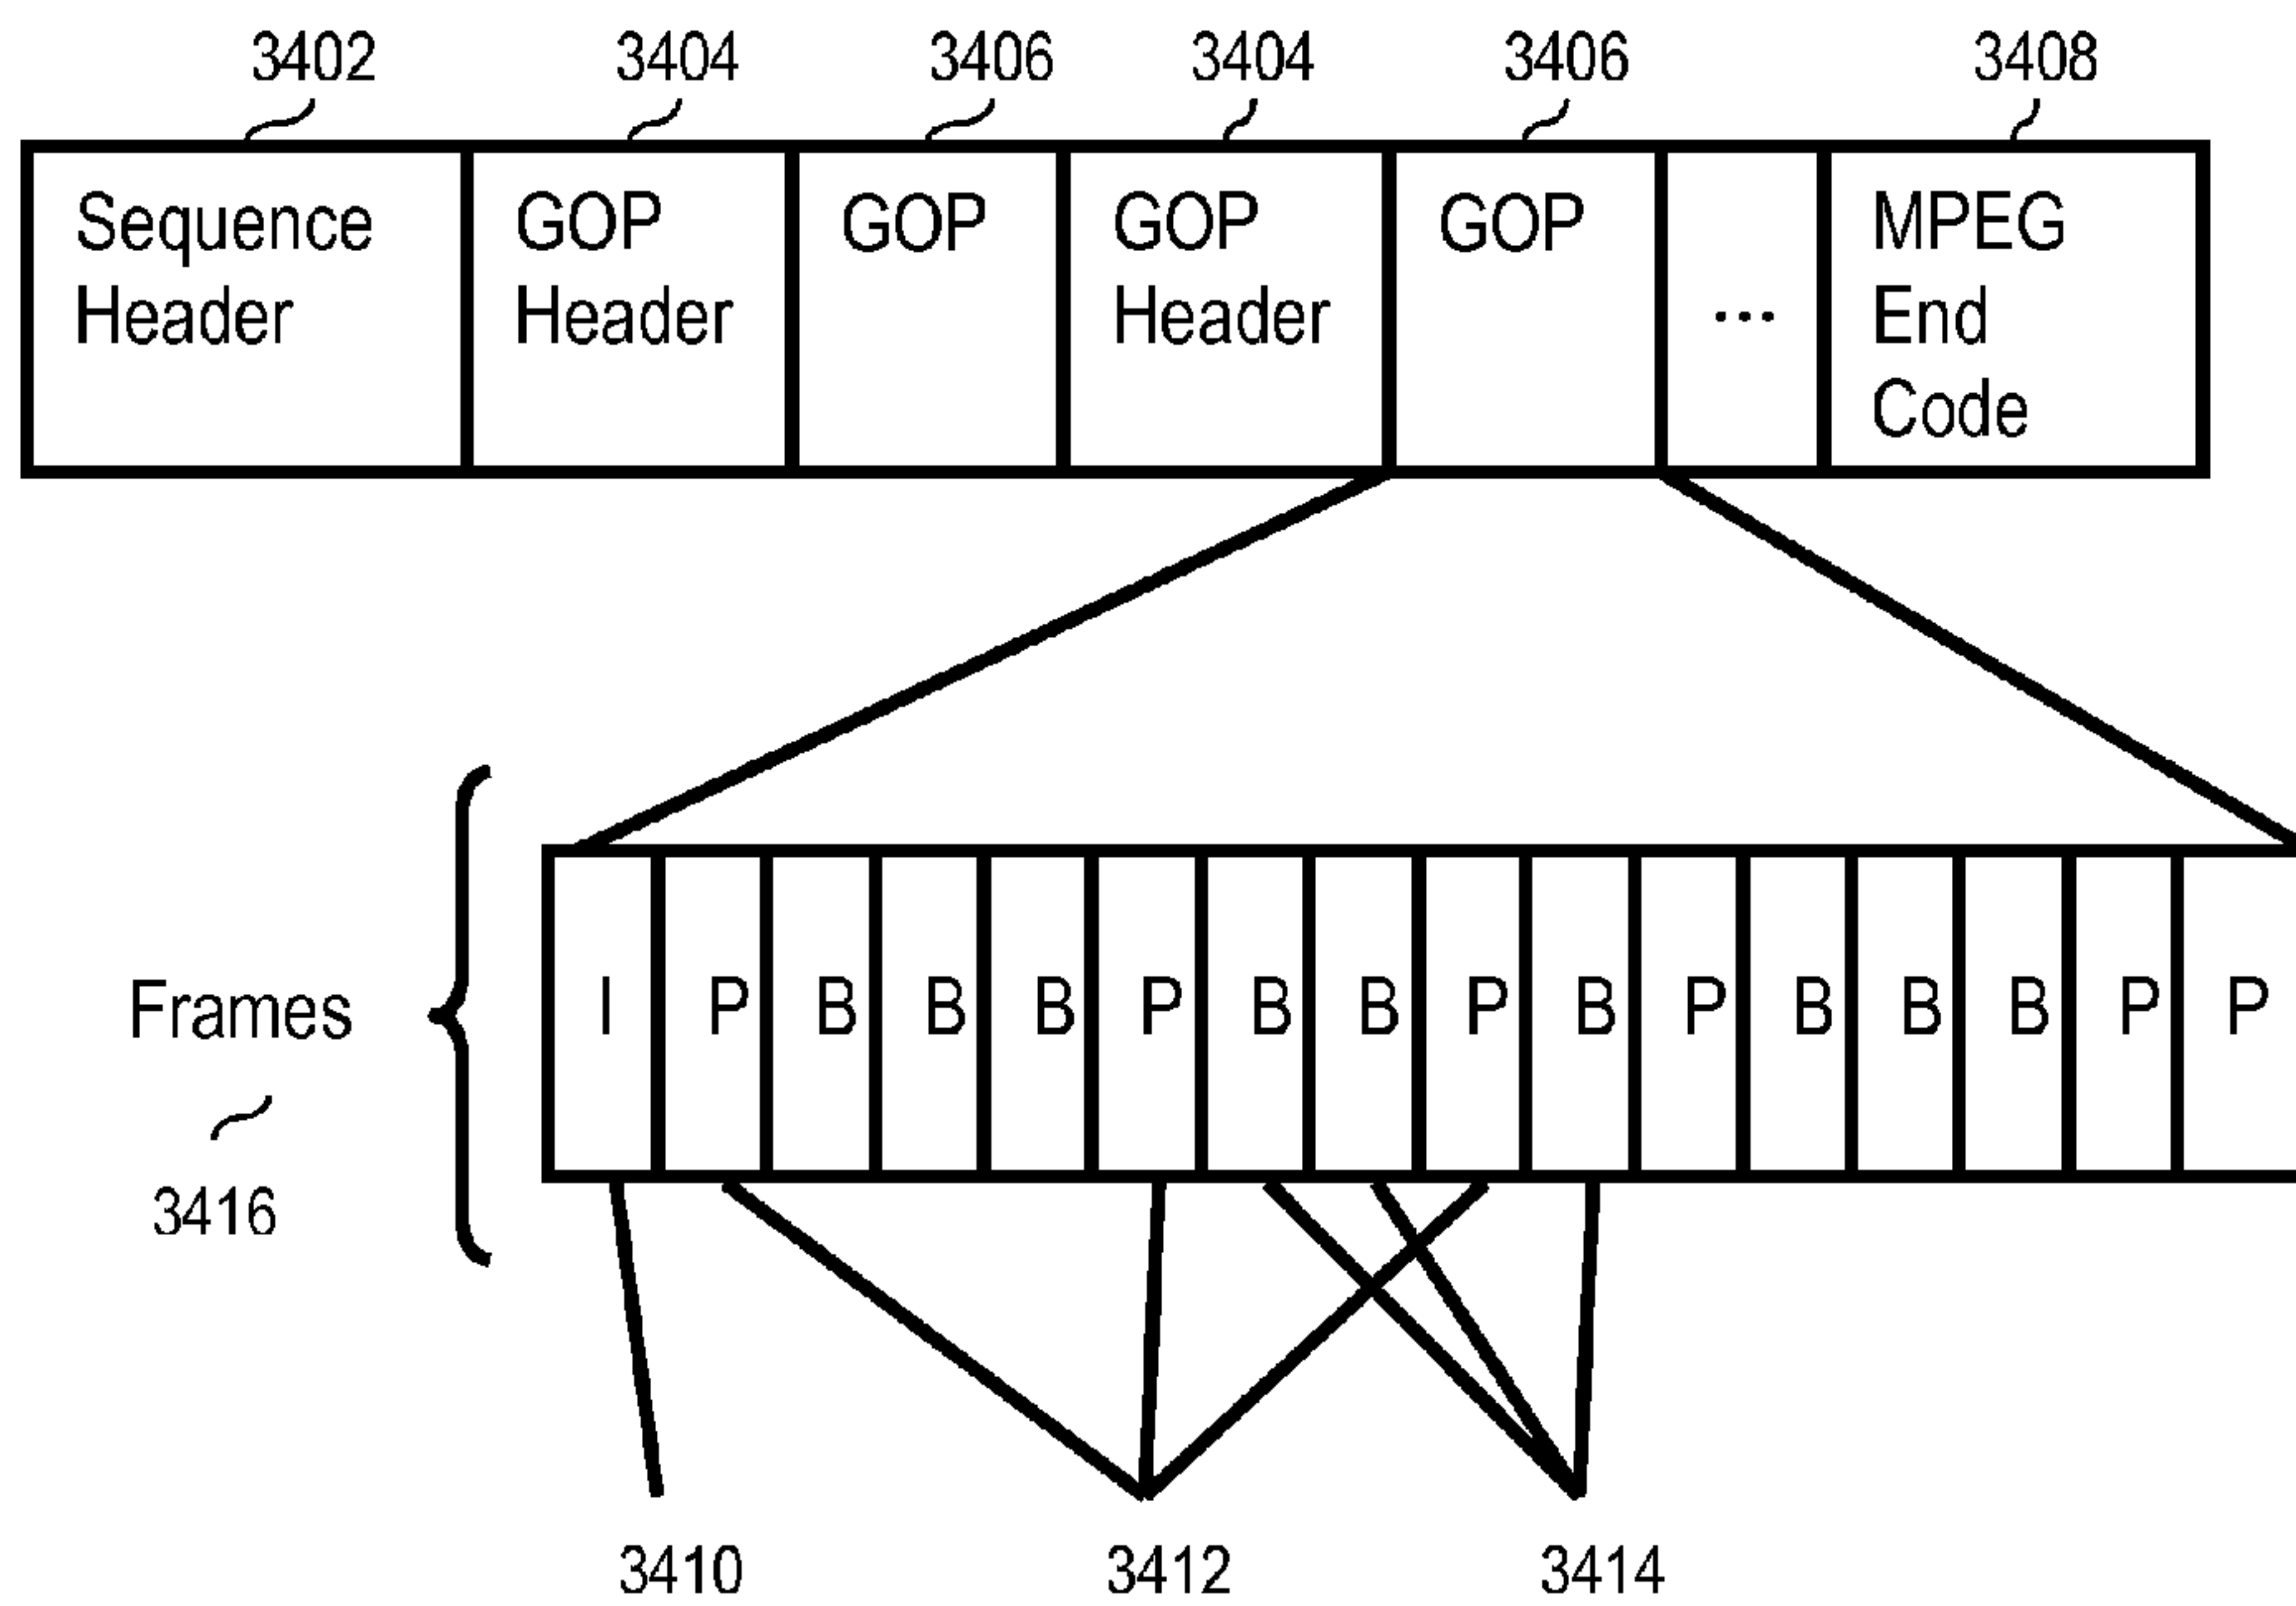 3402 3404 3406 3404 3406 3408
Sequence Header
GOP Header
GOP
GOP Header
GOP
...
MPEG End Code
Frames
3416
I P B B B P B B P B P B B B P P
3410 3412 3414